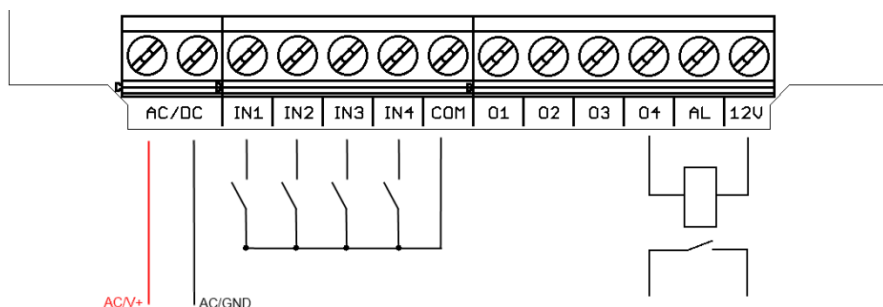 AC/DC IN1 IN2 IN3 IN4 COM O1 O2 O3 O4 AL 12V
AC/V+ AC/GND